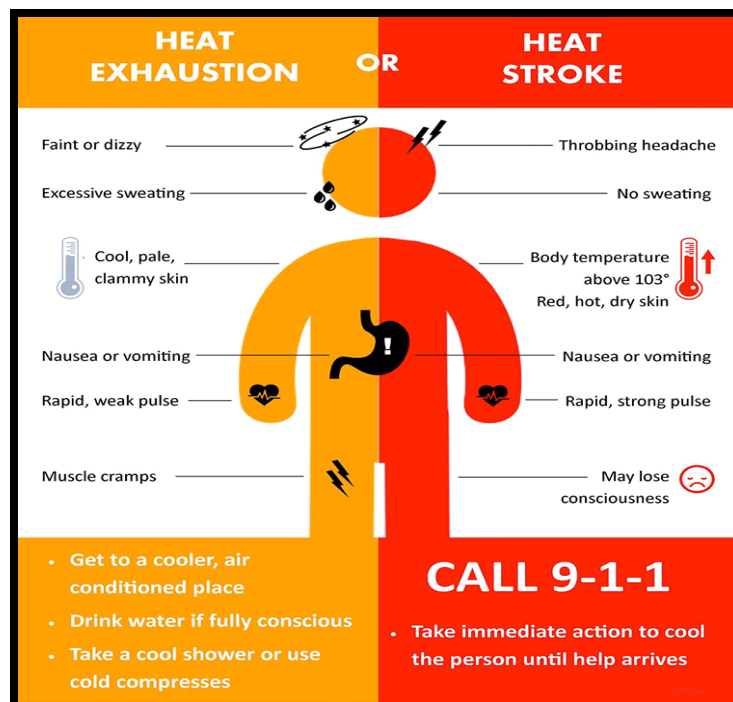 HEAT
EXHAUSTION
OR
HEAT
STROKE
Faint or dizzy
Throbbing headache
Excessive sweating
No sweating
Cool, pale,
clammy skin
Body temperature
above 103°
Red, hot, dry skin
!
Nausea or vomiting
Nausea or vomiting
Rapid, weak pulse
Rapid, strong pulse
Muscle cramps
May lose
consciousness
• Get to a cooler, air
conditioned place
• Drink water if fully conscious
• Take a cool shower or use
cold compresses
CALL 9-1-1
• Take immediate action to cool
the person until help arrives